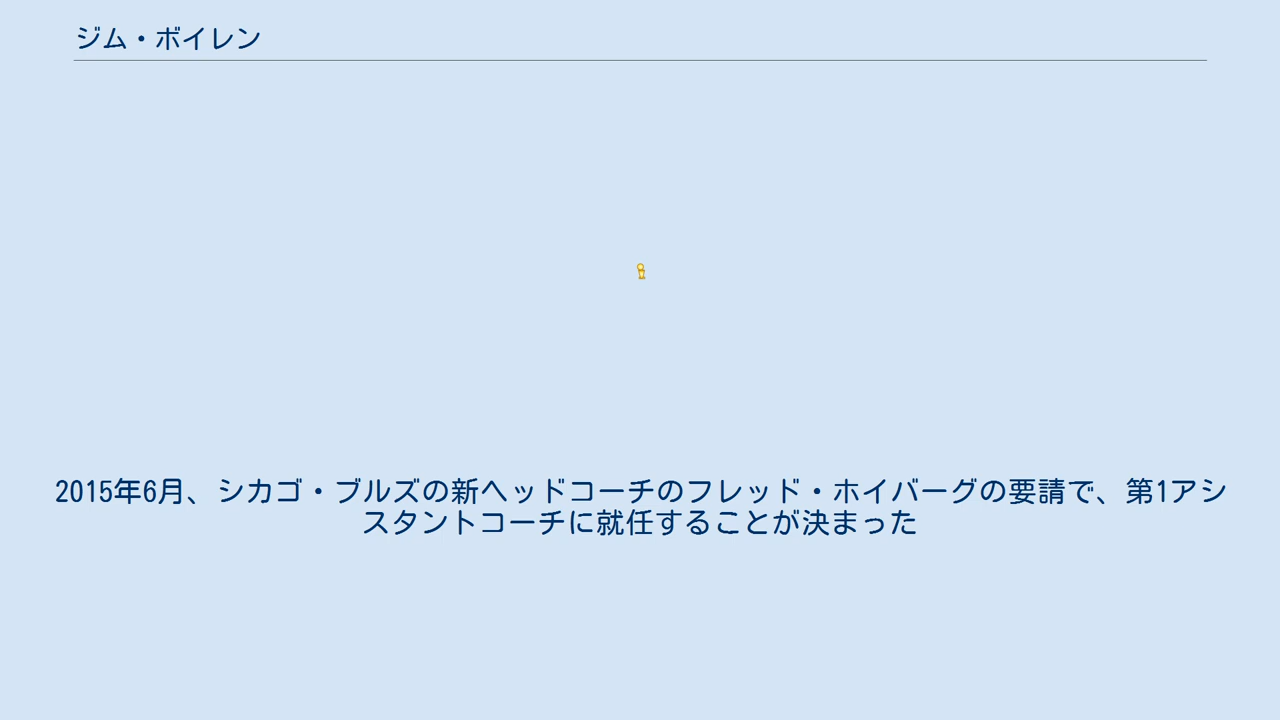 ジム・ボイレン
2015年6月、シカゴ・ブルズの新ヘッドコーチのフレッド・ホイバーグの要請で、第1アシ
スタントコーチに就任することが決まった